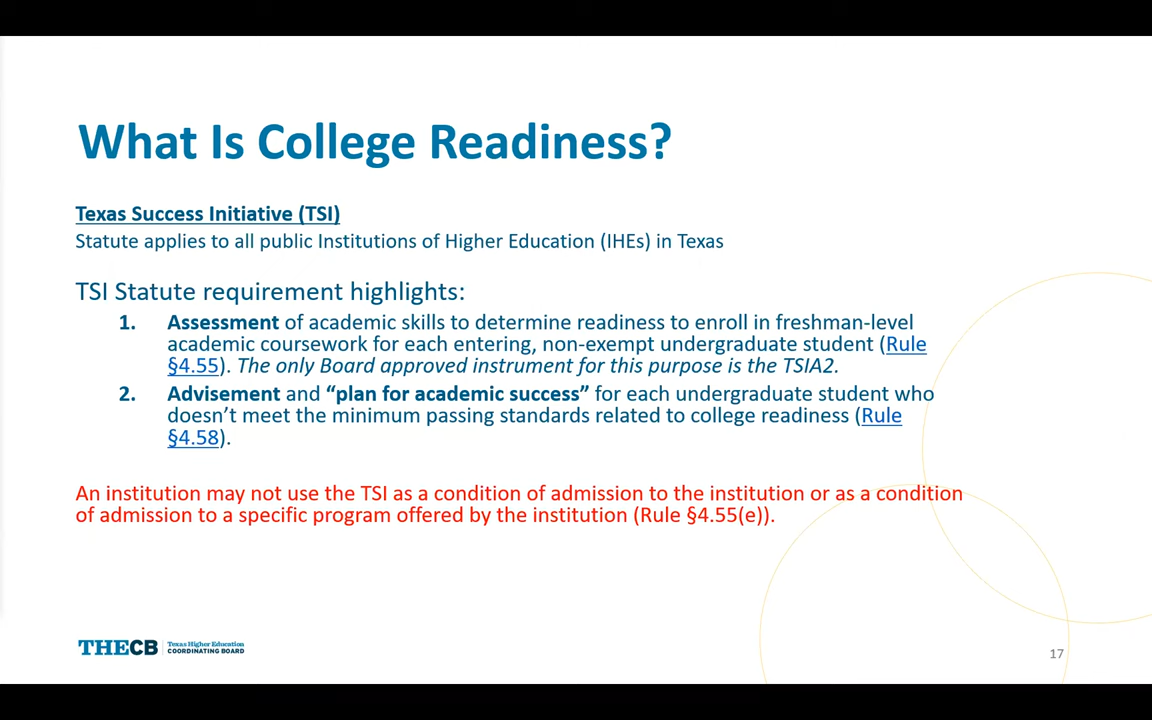 What Is College Readiness?
Texas Success Initiative (TSI)
Statute applies to all public Institutions of Higher Education (IHEs) in Texas
TSI Statute requirement highlights:
1. Assessment of academic skills to determine readiness to enroll in freshman-level
academic coursework for each entering, non-exempt undergraduate student (Rule
§4.55). The only Board approved instrument for this purpose is the TSIA2.
2. Advisement and “plan for academic success” for each undergraduate student who
doesn’t meet the minimum passing standards related to college readiness (Rule
§4.58).
An institution may not use the TSI as a condition of admission to the institution or as a condition
of admission to a specific program offered by the institution (Rule §4.55(e)).
THECB Texas Higher Education
COORDINATING BOARD
17